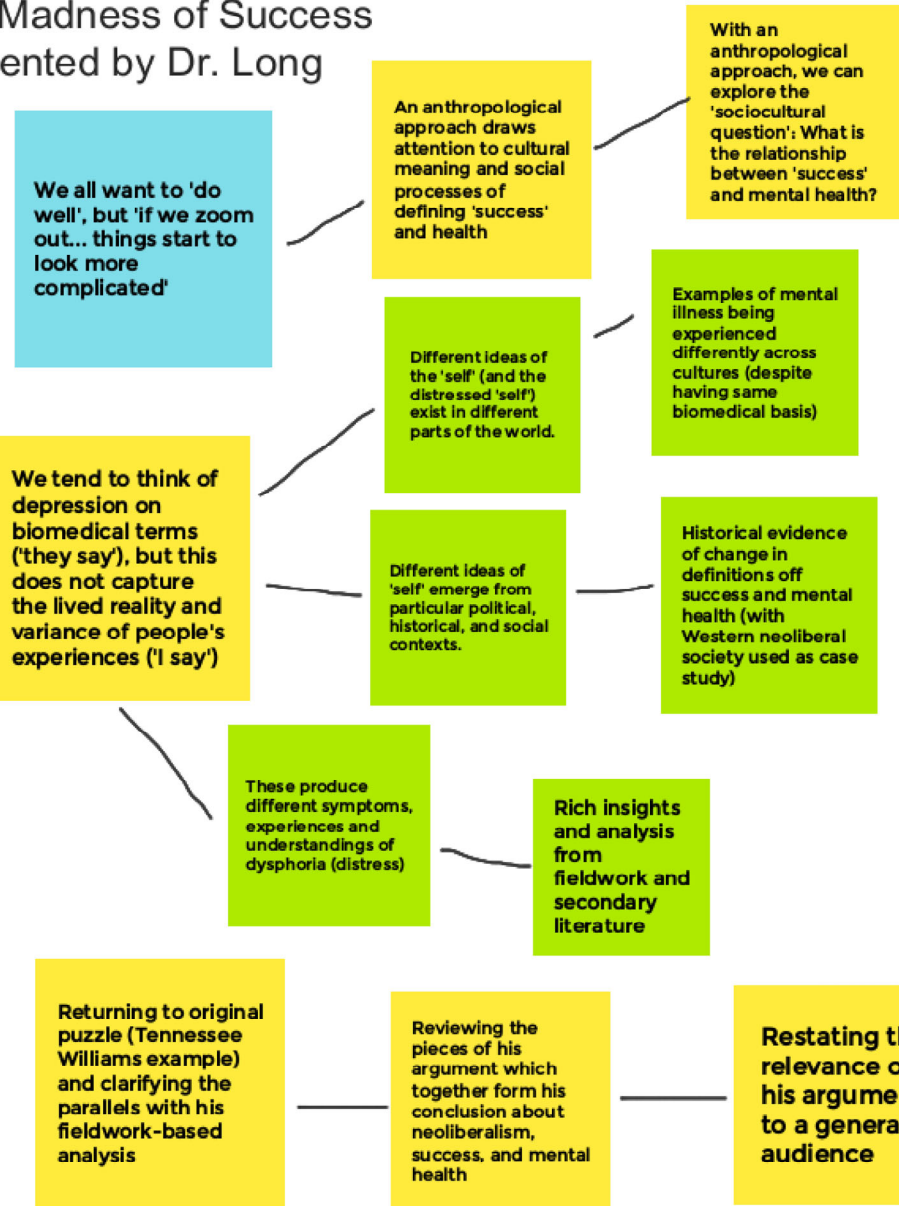 Madness of Success
ented by Dr. Long
We all want to 'do
well', but 'if we zoom
out... things start to
look more
complicated'
An anthropological
approach draws
attention to cultural
meaning and social
processes of
defining 'success'
and health
With an
anthropological
approach, we can
explore the
'sociocultural
question': What is
the relationship
between 'success'
and mental health?
We tend to think of
depression on
biomedical terms
('they say'), but this
does not capture
the lived reality and
variance of people's
experiences ('I say')
Different ideas of
the 'self' (and the
distressed 'self')
exist in different
parts of the world.
Examples of mental
illness being
experienced
differently across
cultures (despite
having same
biomedical basis)
Different ideas of
'self' emerge from
particular political,
historical, and social
contexts.
Historical evidence
of change in
definitions off
success and mental
health (with
Western neoliberal
society used as case
study)
These produce
different symptoms,
experiences and
understandings of
dysphoria (distress)
Rich insights
and analysis
from
fieldwork and
secondary
literature
Returning to original
puzzle (Tennessee
Williams example)
and clarifying the
parallels with his
fieldwork-based
analysis
Reviewing the
pieces of his
argument which
together form his
conclusion about
neoliberalism,
success, and mental
health
Restating t
relevance o
his argume
to a genera
audience